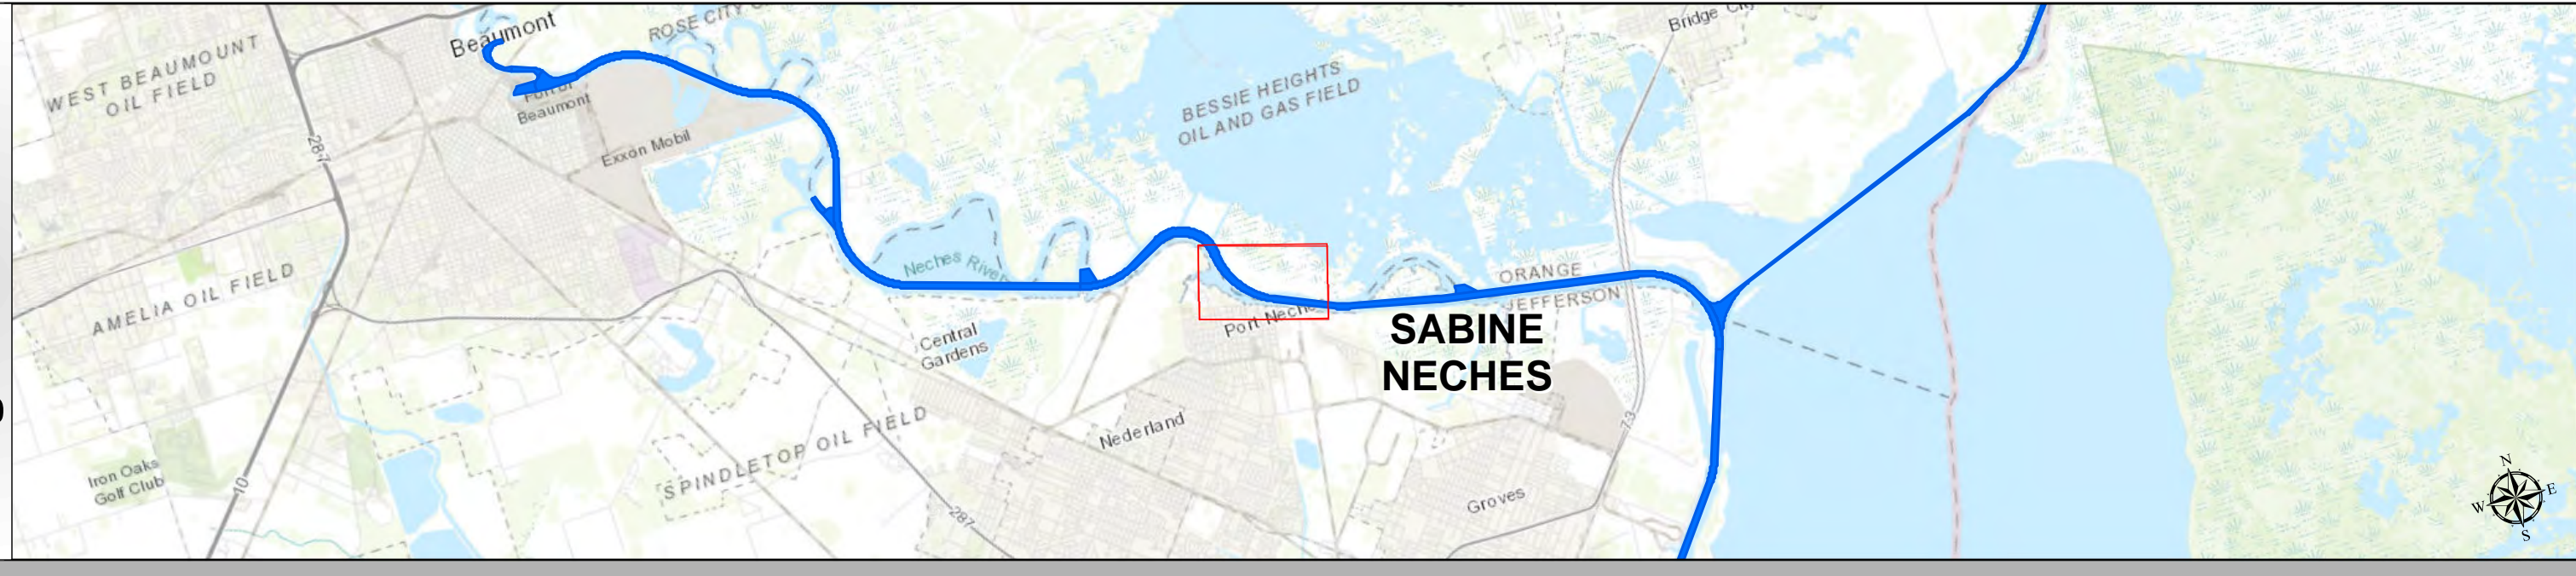 Beaumont
ROSE CITY
Bridge City
WEST BEAUMOUNT
OIL FIELD
Port of
Beaumont
BESSIE HEIGHTS
OIL AND GAS FIELD
287
Exxon Mobil
Neches River
ORANGE
JEFFERSON
AMELIA OIL FIELD
Port Neches
Central
Gardens
SABINE
NECHES
Nederland
73
SPINDLETOP OIL FIELD
Iron Oaks
Golf Club
10
287
Groves
N
W
E
S